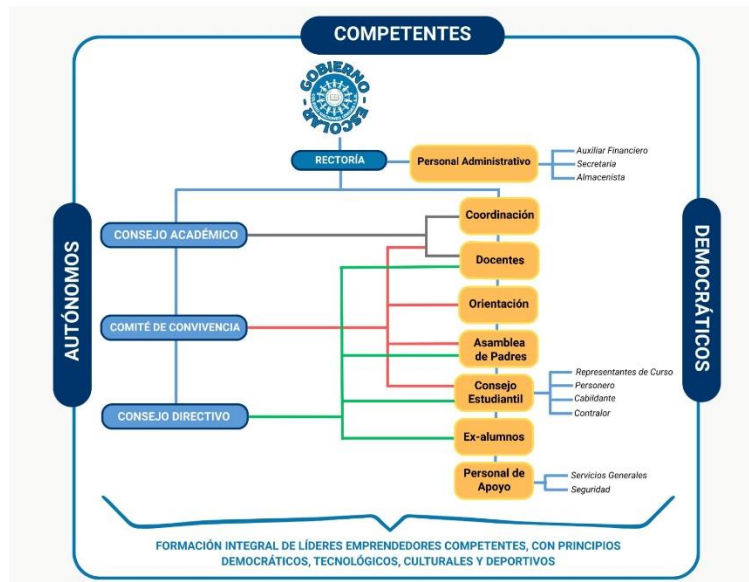 COMPETENTES
GOBIERNO
ESCOLAR
RECTORÍA
Personal Administrativo
Auxiliar Financiero
Secretaria
Almacenista
AUTÓNOMOS
DEMOCRÁTICOS
CONSEJO ACADÉMICO
COMITÉ DE CONVIVENCIA
CONSEJO DIRECTIVO
Coordinación
Docentes
Orientación
Asamblea
de Padres
Consejo
Estudiantil
Representantes de Curso
Personero
Cabildante
Contralor
Ex-alumnos
Personal de
Apoyo
Servicios Generales
Seguridad
FORMACIÓN INTEGRAL DE LÍDERES EMPRENDEDORES COMPETENTES, CON PRINCIPIOS
DEMOCRÁTICOS, TECNOLÓGICOS, CULTURALES Y DEPORTIVOS